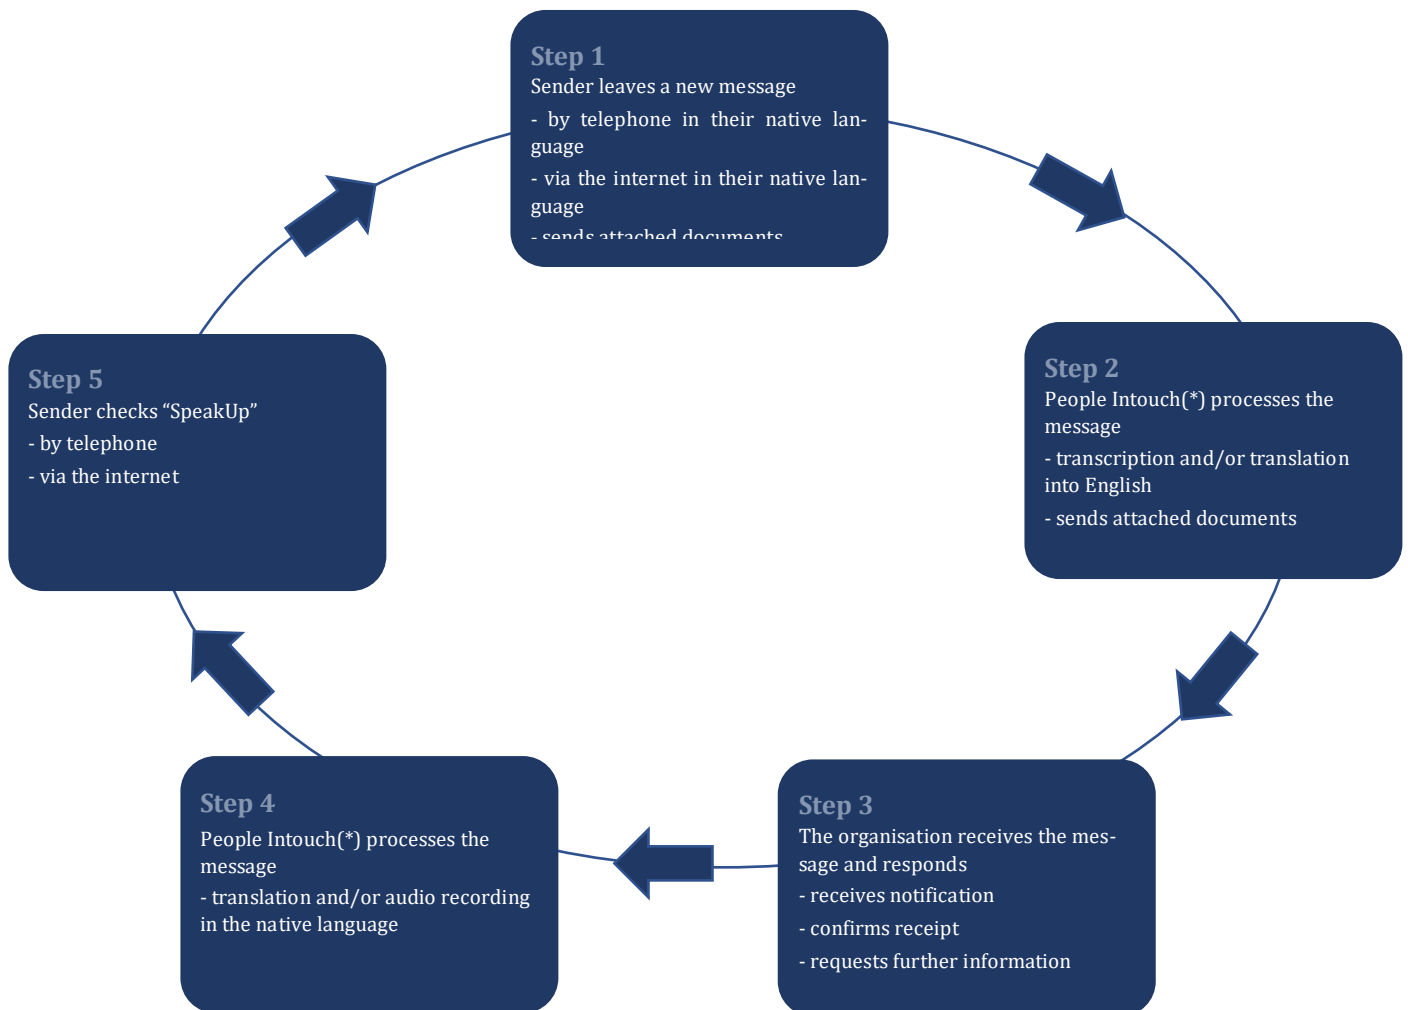 Step 1
Sender leaves a new message
- by telephone in their native lan-
guage
- via the internet in their native lan-
guage
- sends attached documents
Step 2
People Intouch(*) processes the
message
- transcription and/or translation
into English
- sends attached documents
Step 3
The organisation receives the mes-
sage and responds
- receives notification
- confirms receipt
- requests further information
Step 4
People Intouch(*) processes the
message
- translation and/or audio recording
in the native language
Step 5
Sender checks “SpeakUp”
- by telephone
- via the internet